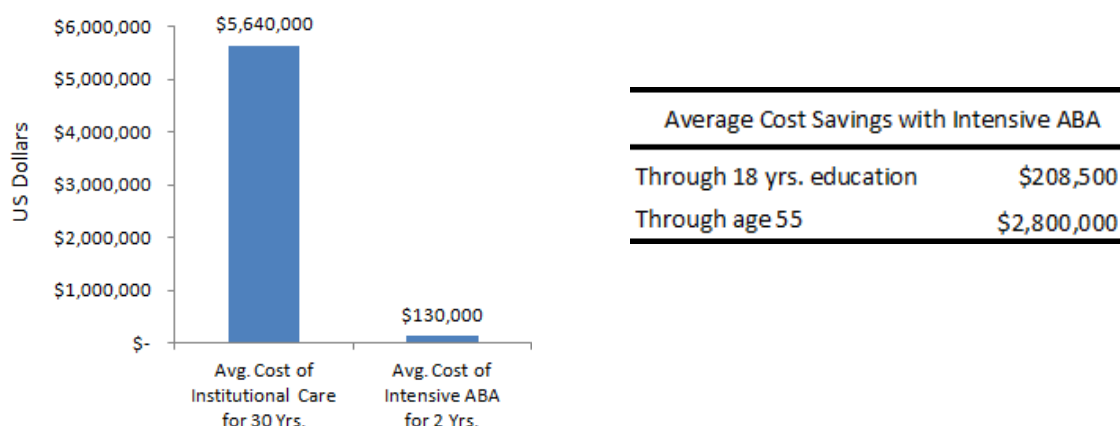 $6,000,000
$5,640,000
$5,000,000
$4,000,000
$3,000,000
$2,000,000
$1,000,000
$-
US Dollars
$130,000
Avg. Cost of
Institutional Care
for 30 Yrs.
Avg. Cost of
Intensive ABA
for 2 Yrs.
Average Cost Savings with Intensive ABA
Through 18 yrs. education $208,500
Through age 55 $2,800,000